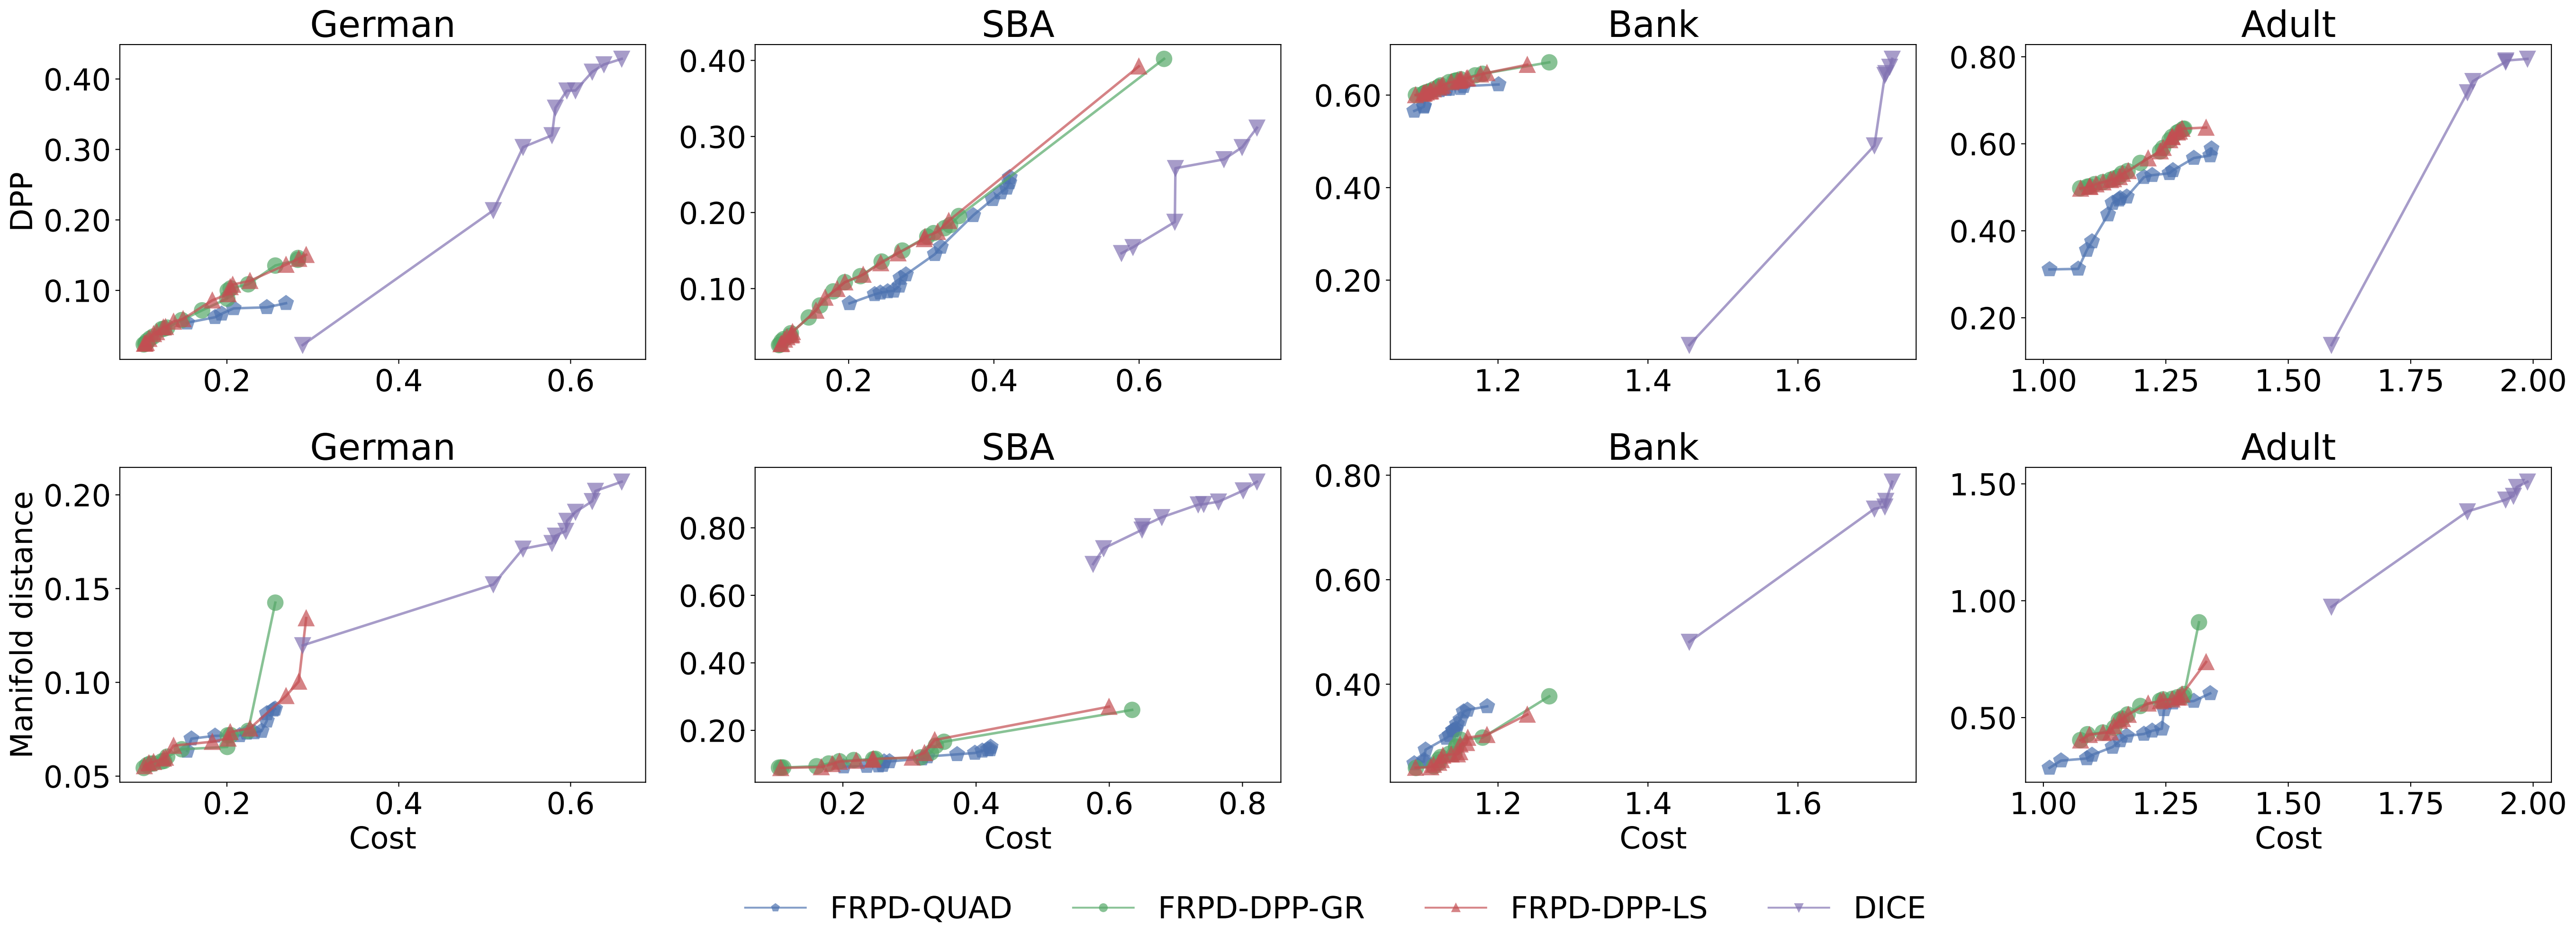 German SBA Bank Adult
DPP
0.40
0.30
0.20
0.10
0.2 0.4 0.6
0.40
0.30
0.20
0.10
0.2 0.4 0.6
0.60
0.40
0.20
1.2 1.4 1.6
0.80
0.60
0.40
0.20
1.00 1.25 1.50 1.75 2.00
German SBA Bank Adult
Manifold distance
0.20
0.15
0.10
0.05
0.2 0.4 0.6
Cost
0.80
0.60
0.40
0.20
0.2 0.4 0.6 0.8
Cost
0.80
0.60
0.40
1.2 1.4 1.6
Cost
1.50
1.00
0.50
1.00 1.25 1.50 1.75 2.00
Cost
FRPD-QUAD FRPD-DPP-GR FRPD-DPP-LS DICE